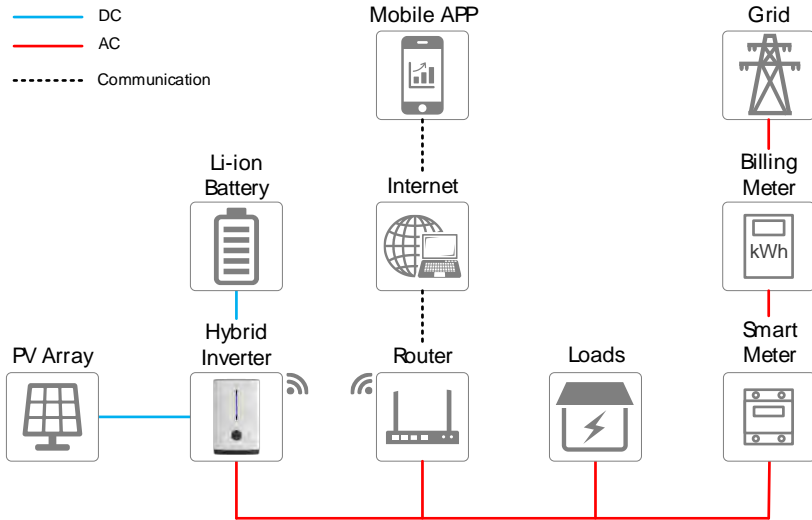 DC
AC
Communication
Mobile APP
Grid
Li-ion
Battery
Internet
Billing
Meter
kWh
PV Array
Hybrid
Inverter
Router
Loads
Smart
Meter